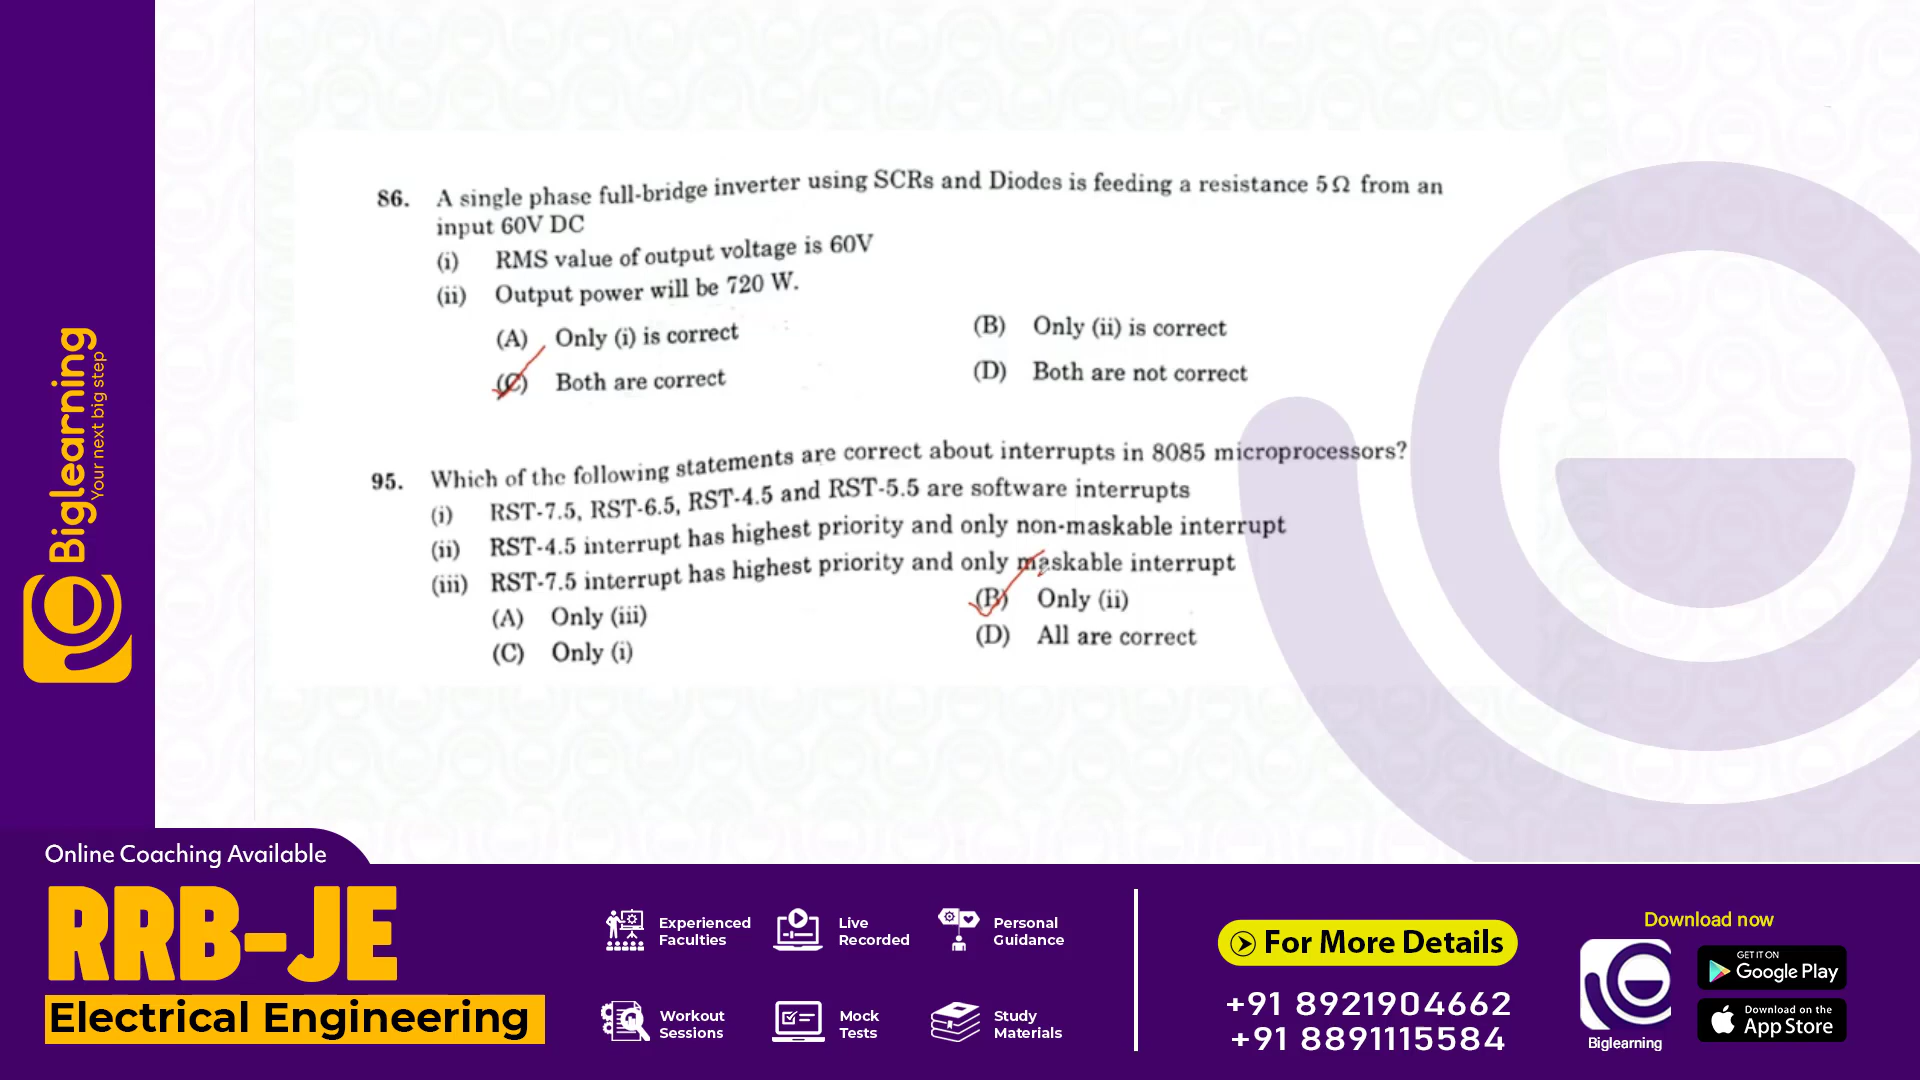 86. A single phase full-bridge inverter using SCRs and Diodes is feeding a resistance 5Ω from an
input 60V DC
(i) RMS value of output voltage is 60V
(ii) Output power will be 720 W.
(A) Only (i) is correct (B) Only (ii) is correct
(C) Both are correct (D) Both are not correct
95. Which of the following statements are correct about interrupts in 8085 microprocessors?
(i) RST-7.5, RST-6.5, RST-4.5 and RST-5.5 are software interrupts
(ii) RST-4.5 interrupt has highest priority and only non-maskable interrupt
(iii) RST-7.5 interrupt has highest priority and only maskable interrupt
(A) Only (iii) (B) Only (ii)
(C) Only (i) (D) All are correct
Biglearning
Your next big step
Online Coaching Available
RRB-JE
Electrical Engineering
Experienced
Faculties
Live
Recorded
Personal
Guidance
Workout
Sessions
Mock
Tests
Study
Materials
For More Details
+91 8921904662
+91 8891115584
Download now
Biglearning
GET IT ON
Google Play
Download on the
App Store